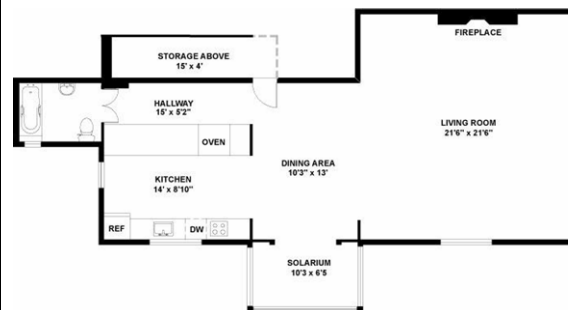 FIREPLACE
STORAGE ABOVE
15' x 4'
HALLWAY
15' x 5'2"
LIVING ROOM
21'6" x 21'6"
OVEN
DINING AREA
10'3" x 13'
KITCHEN
14' x 8'10"
REF
DW
SOLARIUM
10'3 x 6'5